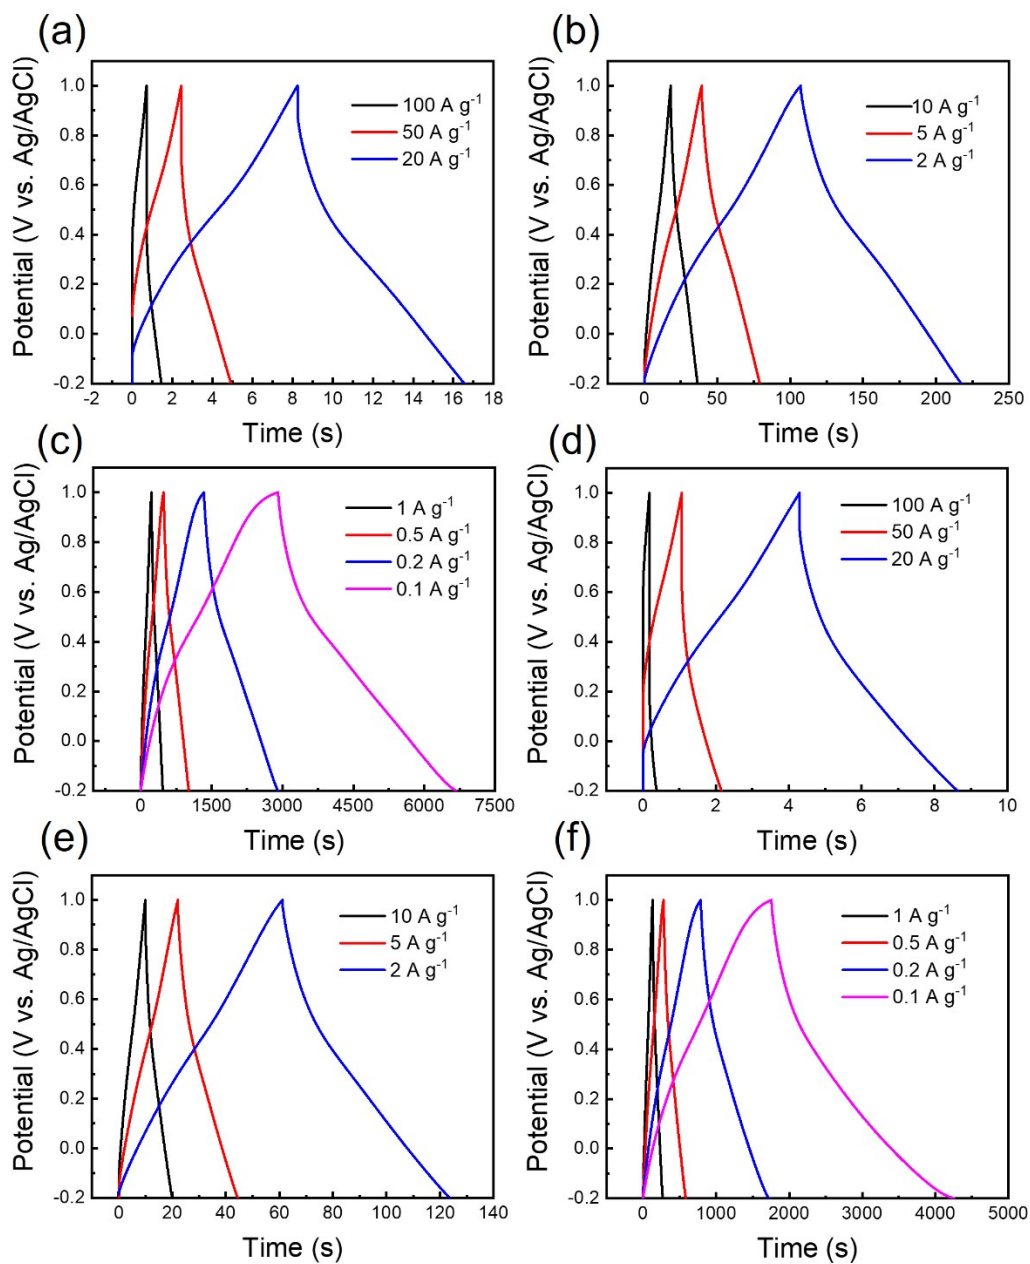 (a)
1.0
0.8
0.6
0.4
0.2
0.0
-0.2
-2 0 2 4 6 8 10 12 14 16 18
Potential (V vs. Ag/AgCl)
Time (s)
100 A g⁻¹
50 A g⁻¹
20 A g⁻¹
(b)
1.0
0.8
0.6
0.4
0.2
0.0
-0.2
0 50 100 150 200 250
Potential (V vs. Ag/AgCl)
Time (s)
10 A g⁻¹
5 A g⁻¹
2 A g⁻¹
(c)
1.0
0.8
0.6
0.4
0.2
0.0
-0.2
0 1500 3000 4500 6000 7500
Potential (V vs. Ag/AgCl)
Time (s)
1 A g⁻¹
0.5 A g⁻¹
0.2 A g⁻¹
0.1 A g⁻¹
(d)
1.0
0.8
0.6
0.4
0.2
0.0
-0.2
0 2 4 6 8 10
Potential (V vs. Ag/AgCl)
Time (s)
100 A g⁻¹
50 A g⁻¹
20 A g⁻¹
(e)
1.0
0.8
0.6
0.4
0.2
0.0
-0.2
0 20 40 60 80 100 120 140
Potential (V vs. Ag/AgCl)
Time (s)
10 A g⁻¹
5 A g⁻¹
2 A g⁻¹
(f)
1.0
0.8
0.6
0.4
0.2
0.0
-0.2
0 1000 2000 3000 4000 5000
Potential (V vs. Ag/AgCl)
Time (s)
1 A g⁻¹
0.5 A g⁻¹
0.2 A g⁻¹
0.1 A g⁻¹